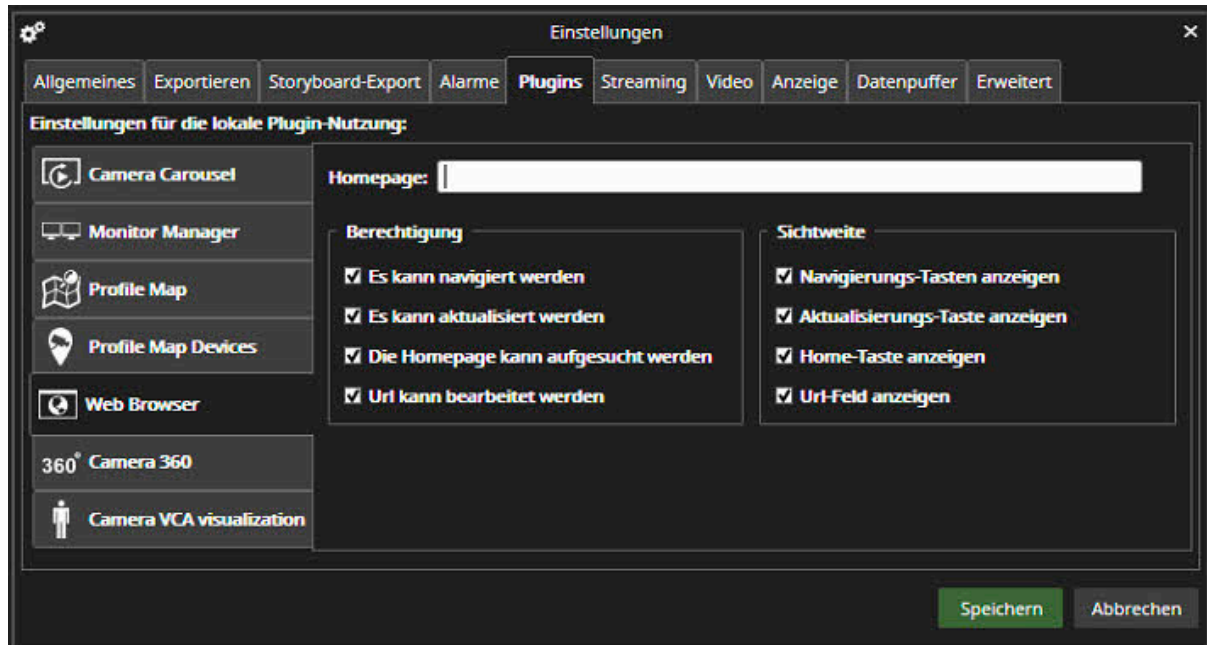 Einstellungen
Allgemeines Exportieren Storyboard-Export Alarme Plugins Streaming Video Anzeige Datenpuffer Erweitert
Einstellungen für die lokale Plugin-Nutzung:
Camera Carousel
Monitor Manager
Profile Map
Profile Map Devices
Web Browser
360° Camera 360
Camera VCA visualization
Homepage:
Berechtigung
Es kann navigiert werden
Es kann aktualisiert werden
Die Homepage kann aufgesucht werden
Url kann bearbeitet werden
Sichtweite
Navigierungs-Tasten anzeigen
Aktualisierungs-Taste anzeigen
Home-Taste anzeigen
Url-Feld anzeigen
Speichern Abbrechen